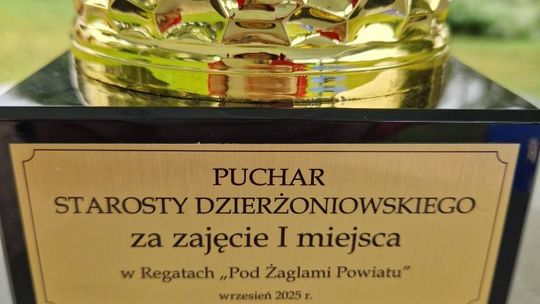 PUCHAR
STAROSTY DZIERŻONIOWSKIEGO
za zajęcie I miejsca
w Regatach „Pod Żaglami Powiatu”
wrzesień 2025 r.